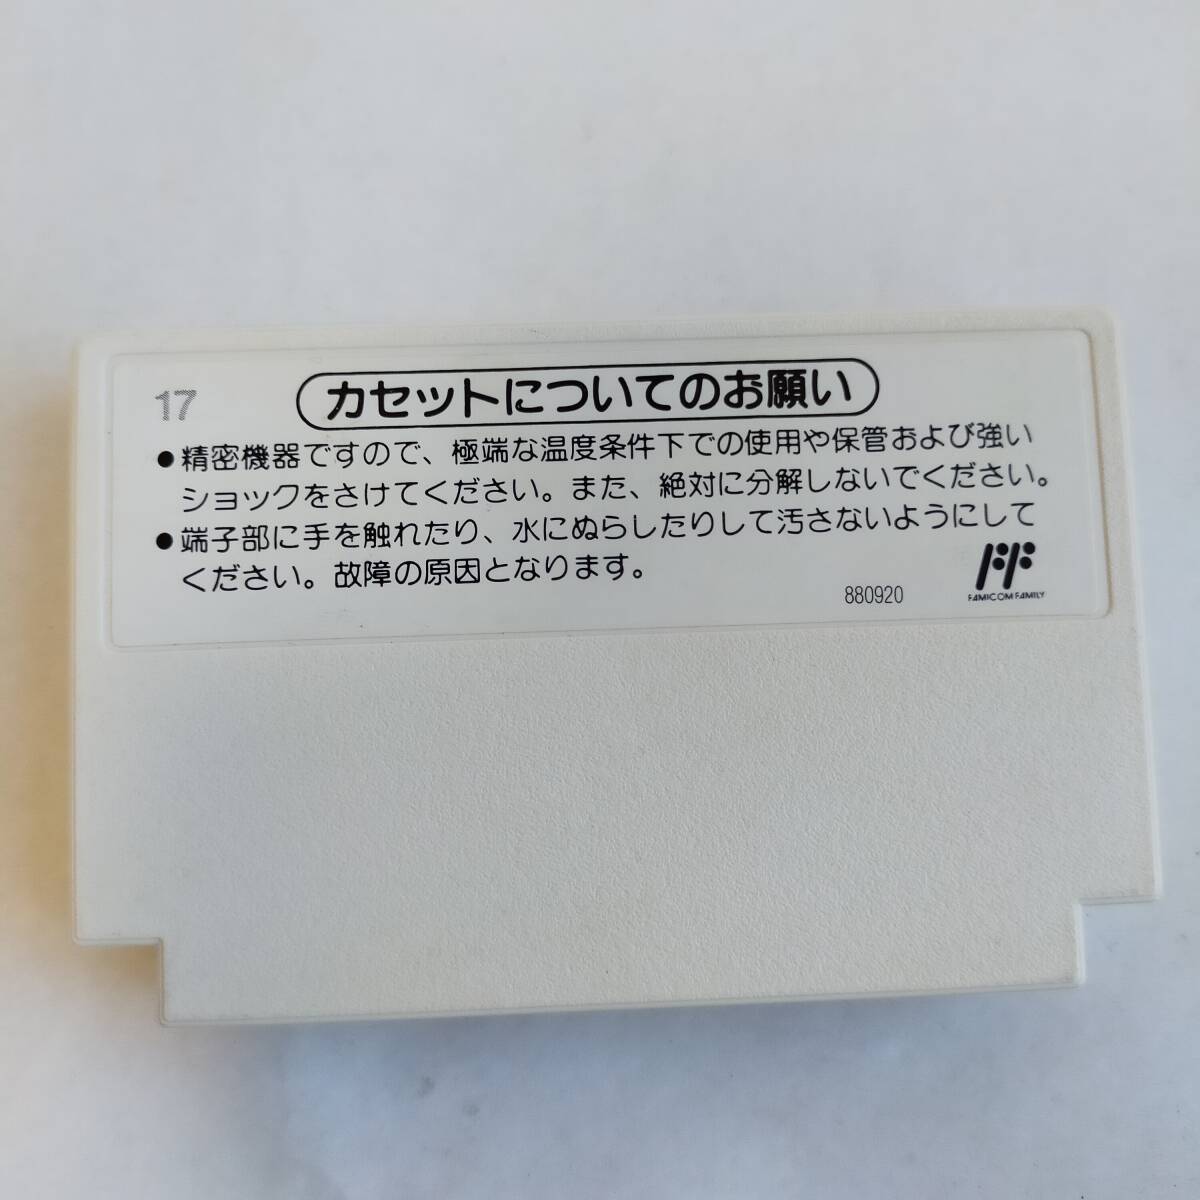 17
カセットについてのお願い
●精密機器ですので、極端な温度条件下での使用や保管および強い
ショックをさけてください。また、絶対に分解しないでください。
●端子部に手を触れたり、水にぬらしたりして汚さないようにして
ください。故障の原因となります。
880920
FAMICOM FAMILY